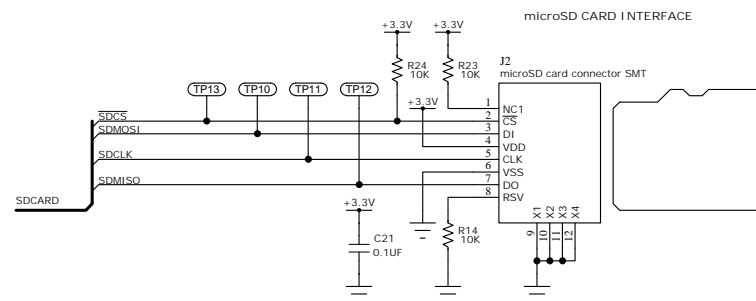 microSD CARD INTERFACE
+3.3V
+3.3V
R24
10K
R23
10K
J2
microSD card connector SMT
TP13
TP10
TP11
TP12
+3.3V
SDCS
SDMOSI
SDCLK
SDMISO
SDCARD
1
2
3
4
5
6
7
8
NC1
CS
DI
VDD
CLK
VSS
DO
RSV
X1
X2
X3
X4
9
10
11
12
+3.3V
C21
0.1UF
R14
10K